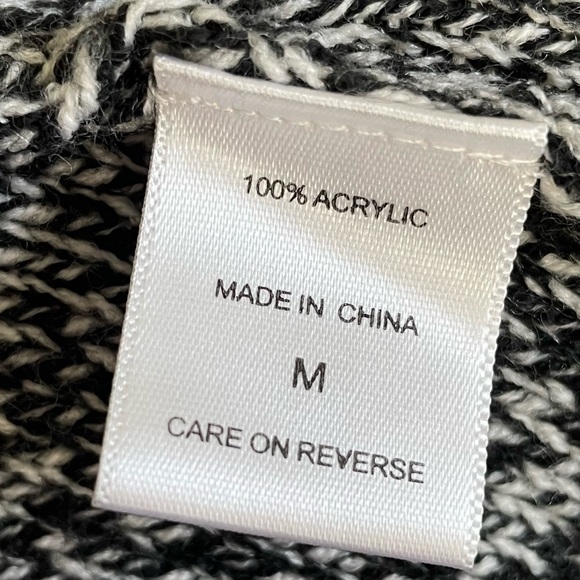 100% ACRYLIC
MADE IN CHINA
M
CARE ON REVERSE